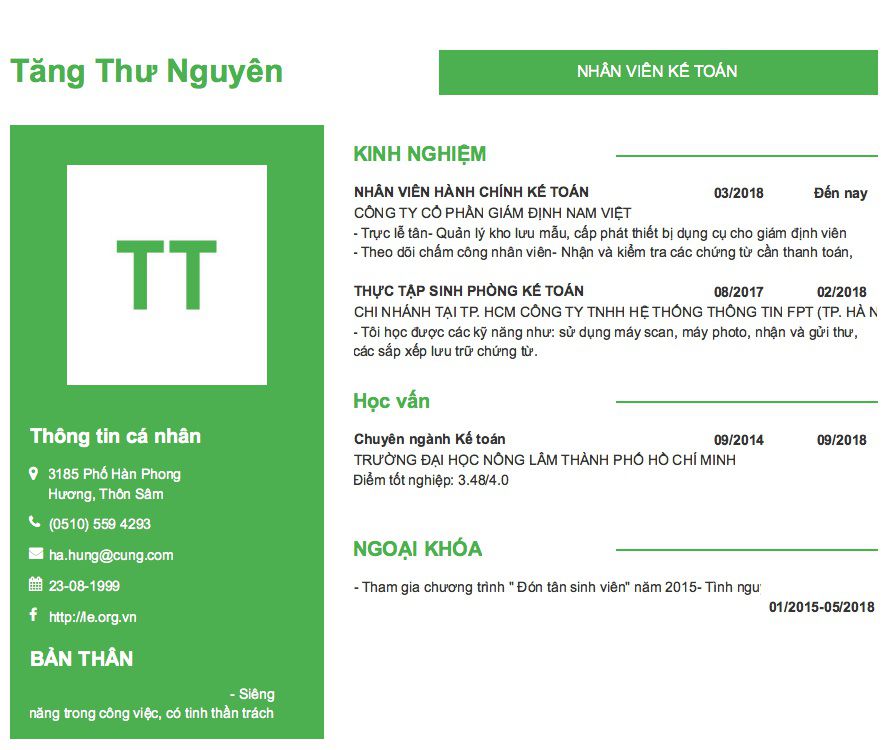 Tăng Thư Nguyên
NHÂN VIÊN KẾ TOÁN
TT
Thông tin cá nhân
3185 Phố Hàn Phong
Hương, Thôn Sâm
(0510) 559 4293
ha.hung@cung.com
23-08-1999
http://le.org.vn
BẢN THÂN
- Siêng
năng trong công việc, có tinh thần trách
KINH NGHIỆM
NHÂN VIÊN HÀNH CHÍNH KẾ TOÁN 03/2018 Đến nay
CÔNG TY CỔ PHẦN GIÁM ĐỊNH NAM VIỆT
- Trực lễ tân- Quản lý kho lưu mẫu, cấp phát thiết bị dụng cụ cho giám định viên
- Theo dõi chấm công nhân viên- Nhận và kiểm tra các chứng từ cần thanh toán,
THỰC TẬP SINH PHÒNG KẾ TOÁN 08/2017 02/2018
CHI NHÁNH TẠI TP. HCM CÔNG TY TNHH HỆ THỐNG THÔNG TIN FPT (TP. HÀ N
- Tôi học được các kỹ năng như: sử dụng máy scan, máy photo, nhận và gửi thư,
các sắp xếp lưu trữ chứng từ.
Học vấn
Chuyên ngành Kế toán 09/2014 09/2018
TRƯỜNG ĐẠI HỌC NÔNG LÂM THÀNH PHỐ HỒ CHÍ MINH
Điểm tốt nghiệp: 3.48/4.0
NGOẠI KHÓA
- Tham gia chương trình " Đón tân sinh viên" năm 2015- Tình
01/2015-05/2018